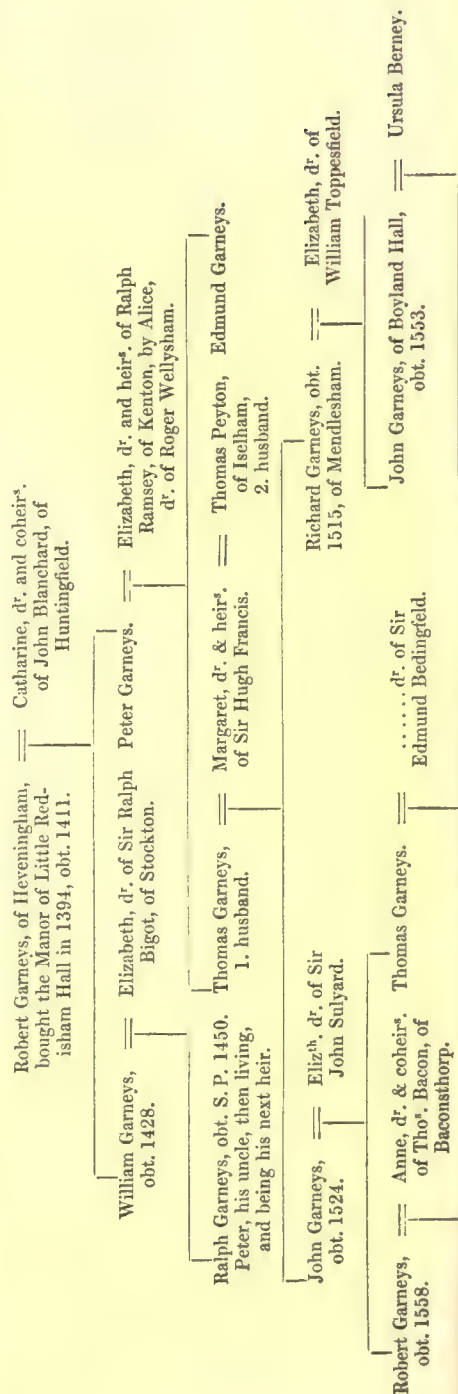 Robert Garneys, of Heveningham,
bought the Manor of Little Red-
isham Hall in 1394, obt. 1411.
Catharine, dr. and coheirs.
of John Blanchard, of
Huntingfield.
William Garneys,
obt. 1428.
Elizabeth, dr. of Sir Ralph
Bigot, of Stockton.
Peter Garneys.
Elizabeth, dr. and heirs. of Ralph
Ramsey, of Kenton, by Alice,
dr. of Roger Wellysham.
Ralph Garneys, obt. S. P. 1450.
Peter, his uncle, then living,
and being his next heir.
Thomas Garneys,
1. husband.
Margaret, dr. & heirs.
of Sir Hugh Francis.
Thomas Peyton,
of Iselham,
2. husband.
Edmund Garneys.
John Garneys,
obt. 1524.
Elizth. dr. of Sir
John Sulyard.
Richard Garneys, obt.
1515, of Mendlesham.
Elizabeth, dr. of
William Toppesfield.
Robert Garneys,
obt. 1558.
Anne, dr. & coheirs.
of Thos. Bacon, of
Baconsthorp.
Thomas Garneys.
...... dr. of Sir
Edmund Bedingfeld.
John Garneys, of Boyland Hall,
obt. 1553.
Ursula Berney.